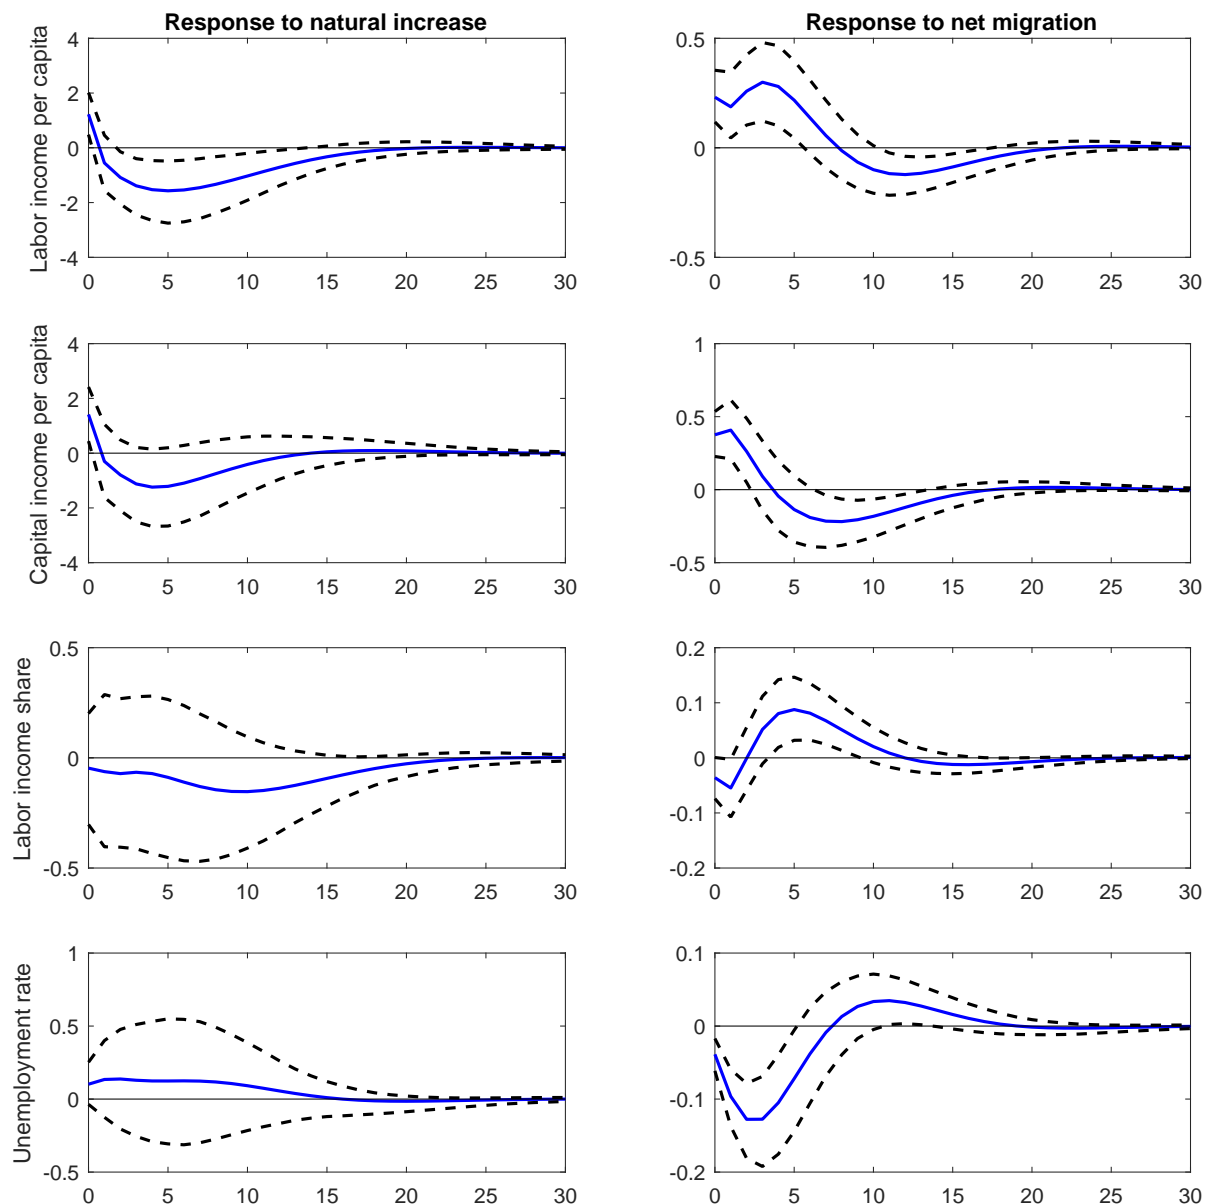 Response to natural increase
Response to net migration
Labor income per capita
4
2
0
-2
-4
0 5 10 15 20 25 30
0.5
0
-0.5
0 5 10 15 20 25 30
Capital income per capita
4
2
0
-2
-4
0 5 10 15 20 25 30
1
0.5
0
-0.5
0 5 10 15 20 25 30
Labor income share
0.5
0
-0.5
0 5 10 15 20 25 30
0.2
0.1
0
-0.1
-0.2
0 5 10 15 20 25 30
Unemployment rate
1
0.5
0
-0.5
0 5 10 15 20 25 30
0.1
0
-0.1
-0.2
0 5 10 15 20 25 30